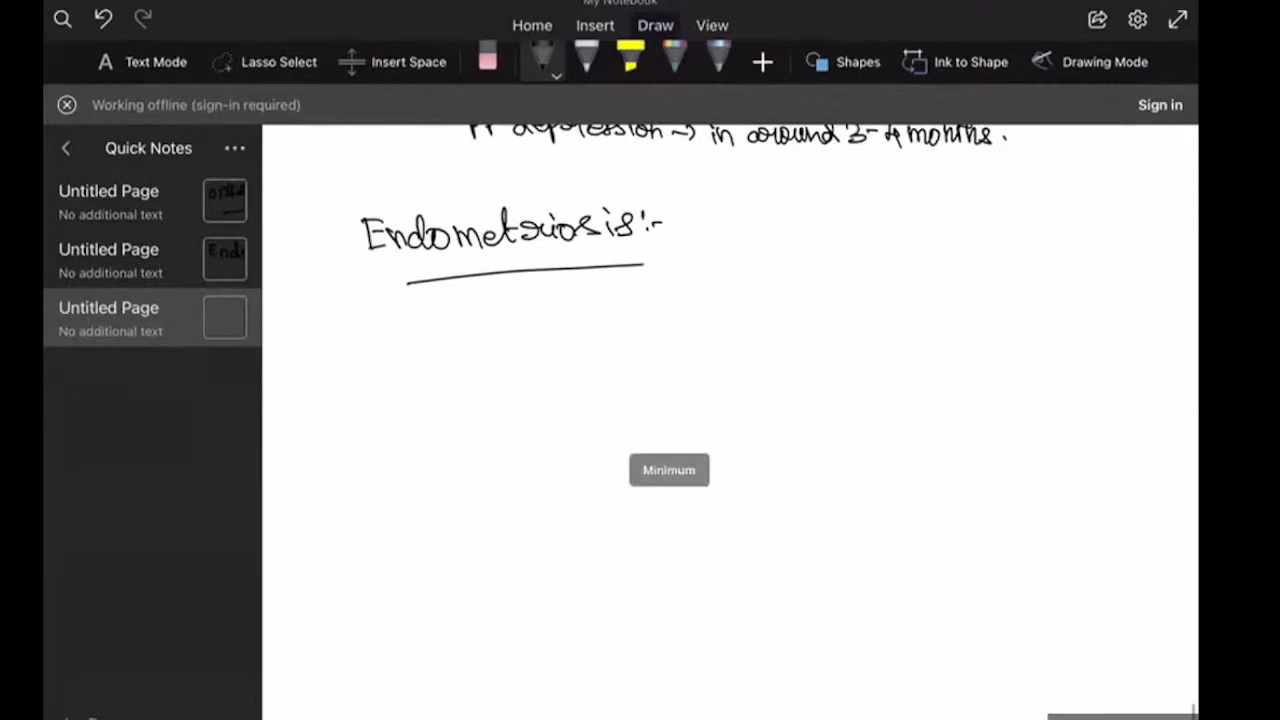 My Notebook
Home Insert Draw View
Text Mode Lasso Select Insert Space Shapes Ink to Shape Drawing Mode
Working offline (sign-in required) Sign in
Quick Notes
Untitled Page
No additional text
Untitled Page
No additional text
Untitled Page
No additional text
depression → in around 3-4 months.
Endometriosis:-
Minimum